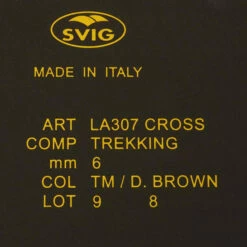 SVIG
MADE IN ITALY
ART LA307 CROSS
COMP TREKKING
mm 6
COL TM / D. BROWN
LOT 9 8